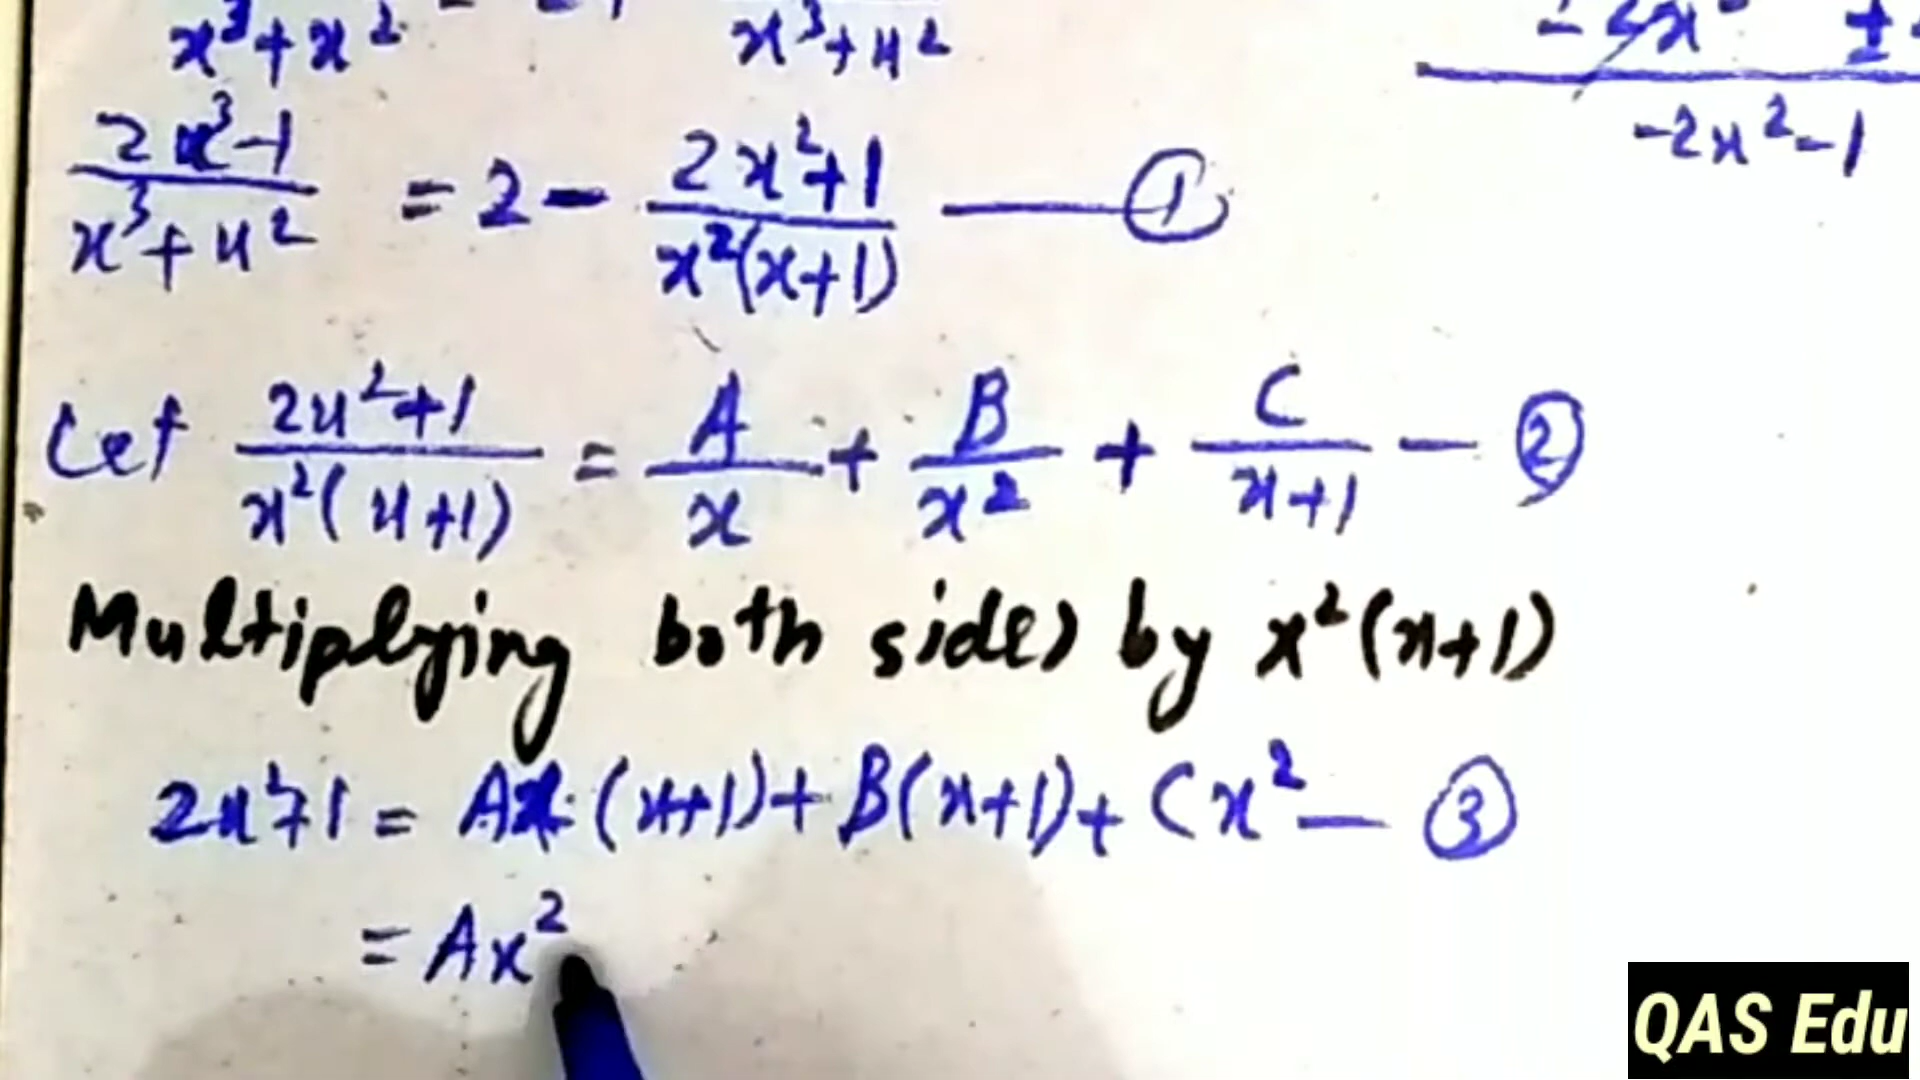 x³+x² x³+x²
-2x²-1
2x³-1 / x³+x² = 2 - 2x²+1 / x²(x+1) — ①
Let 2x²+1 / x²(x+1) = A / x + B / x² + C / x+1 — ②
Multiplying both sides by x²(x+1)
2x²+1 = Ax(x+1)+B(x+1)+Cx² — ③
= Ax²
QAS Edu